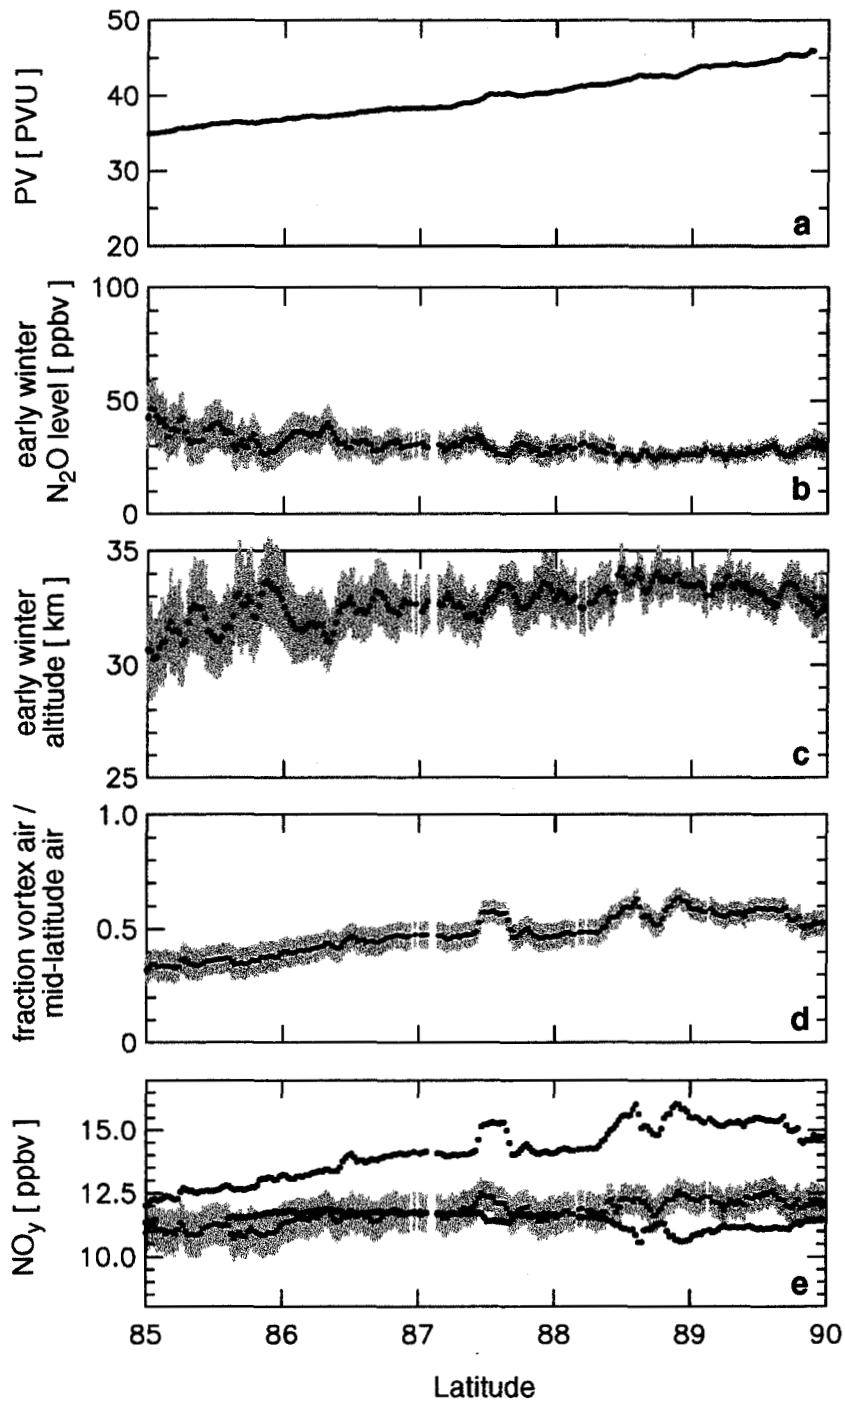 50
40
30
20
PV [ PVU ]
a
100
50
0
early winter
N₂O level [ ppbv ]
b
35
30
25
early winter
altitude [ km ]
c
1.0
0.5
0
fraction vortex air /
mid-latitude air
d
15.0
12.5
10.0
NOy [ ppbv ]
e
85 86 87 88 89 90
Latitude